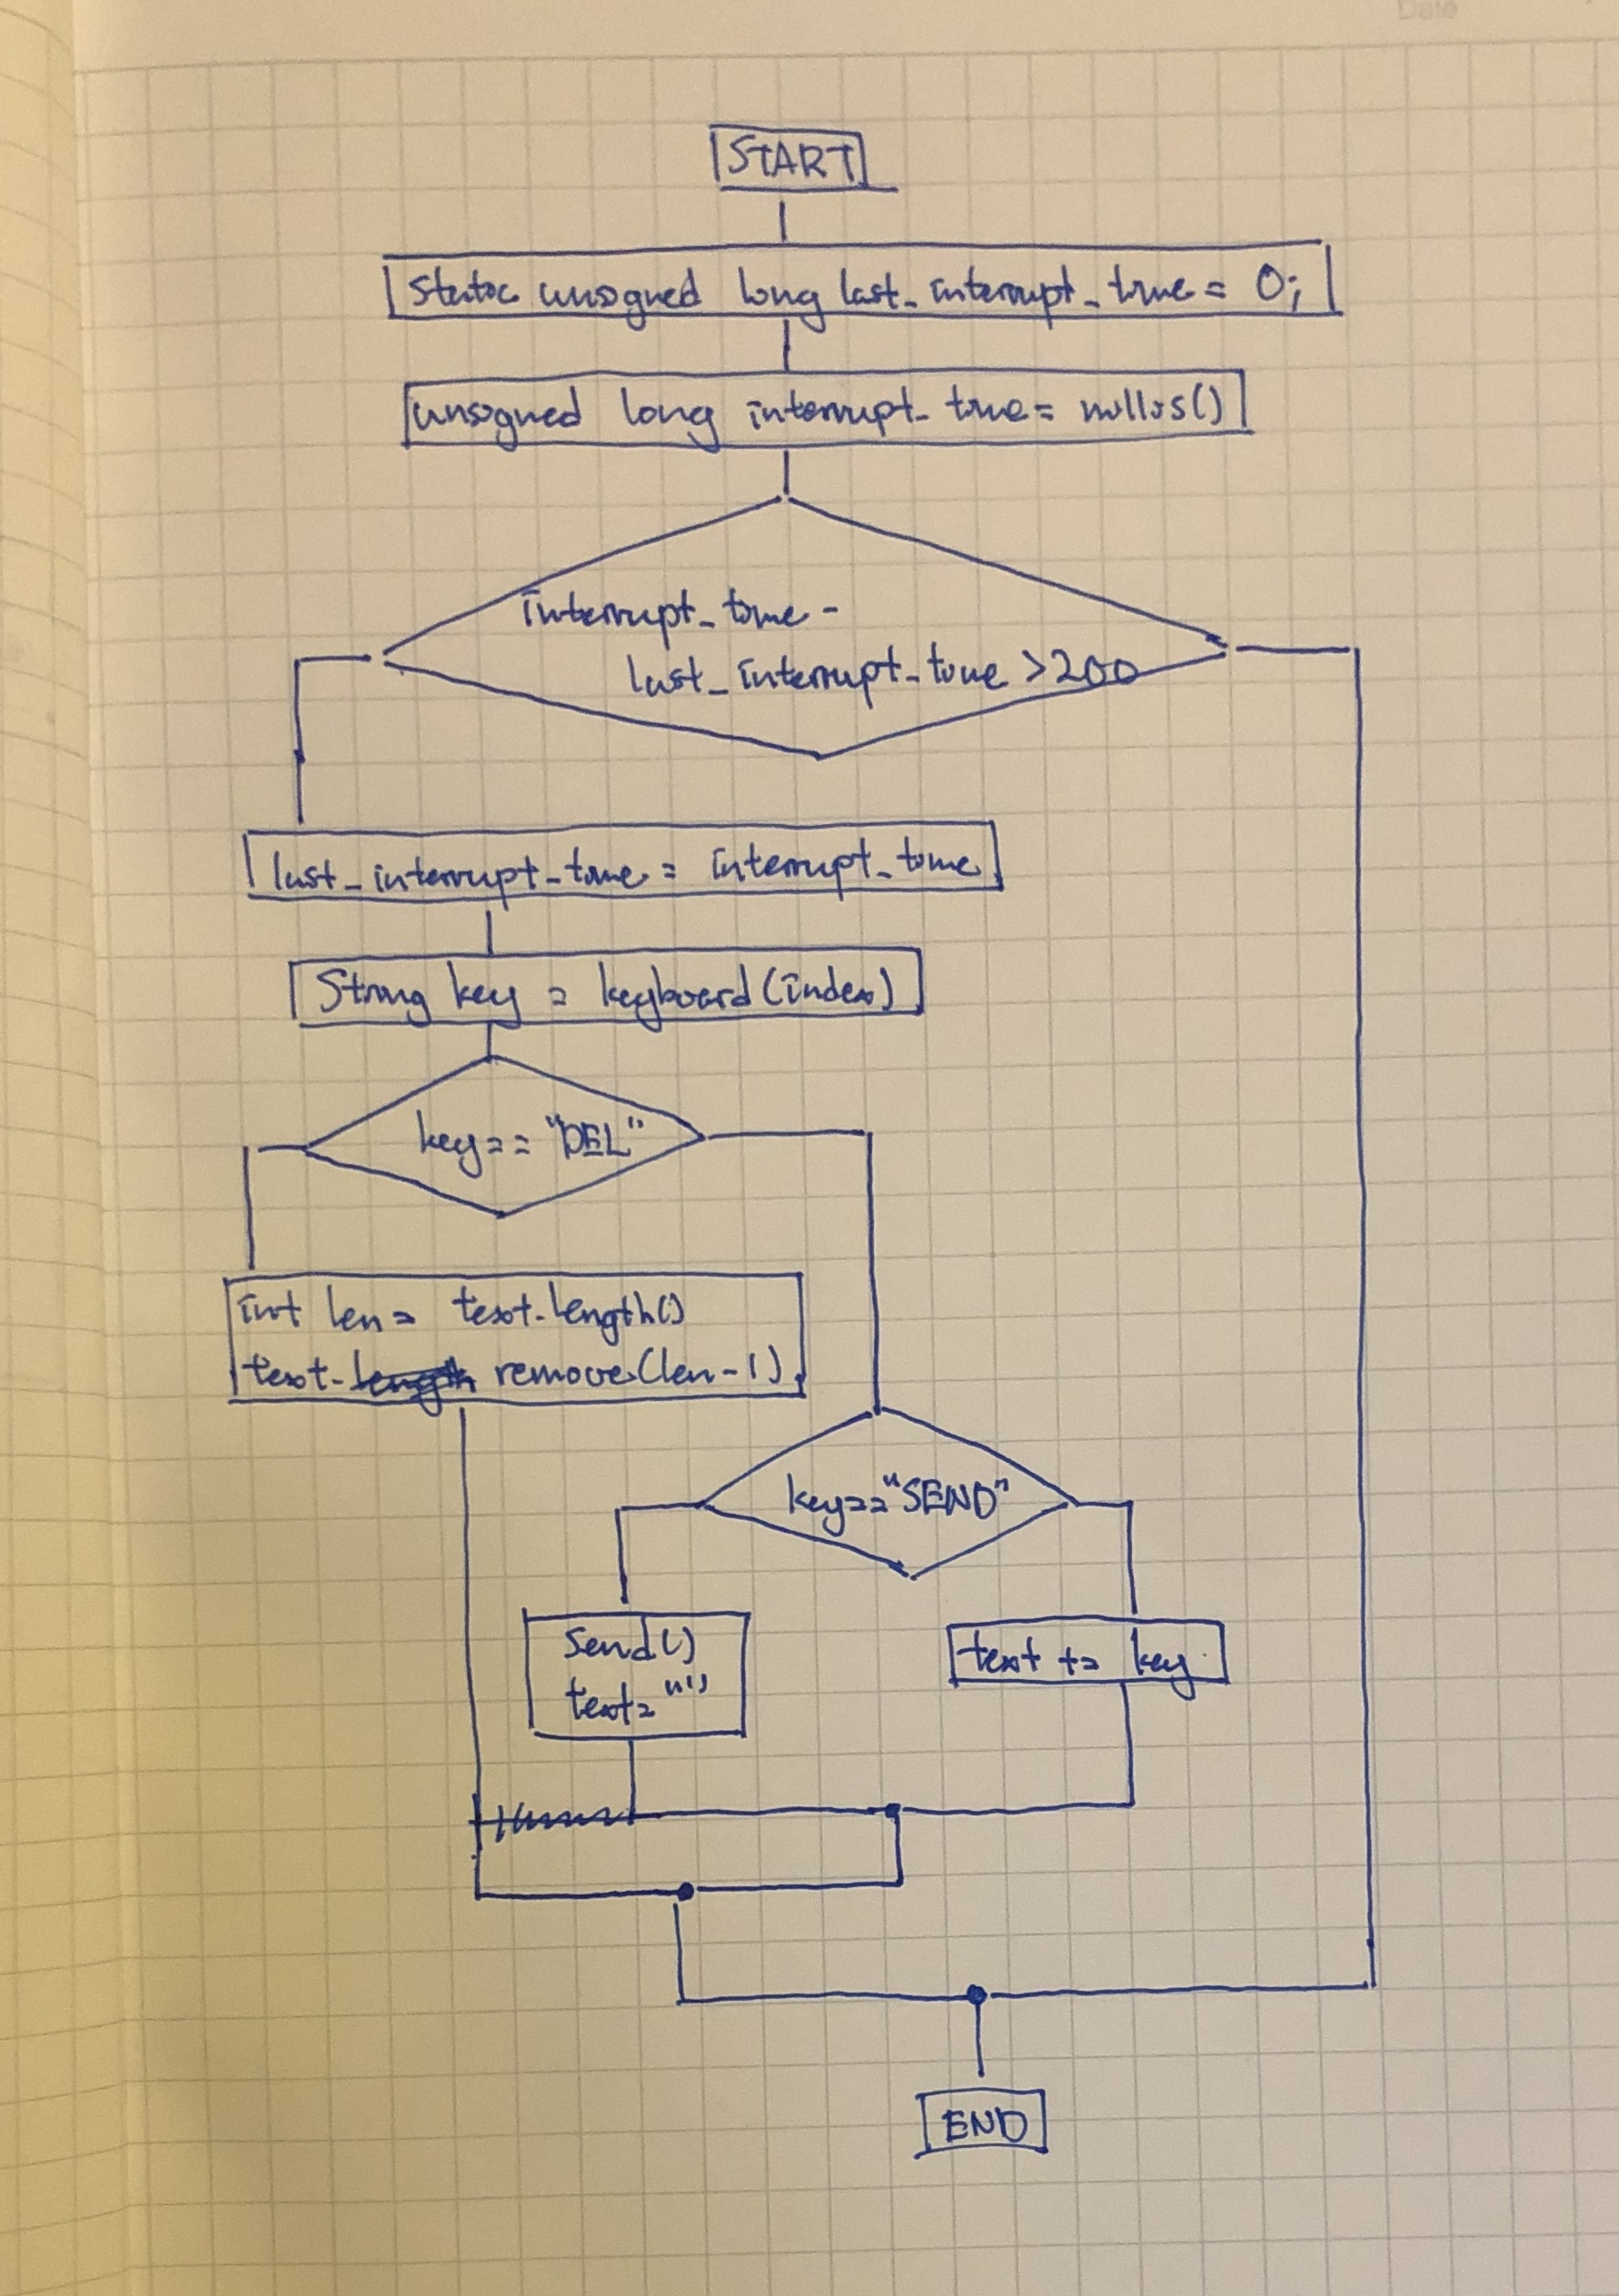 Date
START
static unsigned long last_interrupt_time = 0;
unsigned long interrupt_time = millis()
interrupt_time -
last_interrupt_time > 200
last_interrupt_time = interrupt_time
String key = keyboard(index)
key == "DEL"
int len = text.length()
text.length remove(len-1)
key == "SEND"
send()
text = ""
text += key
END